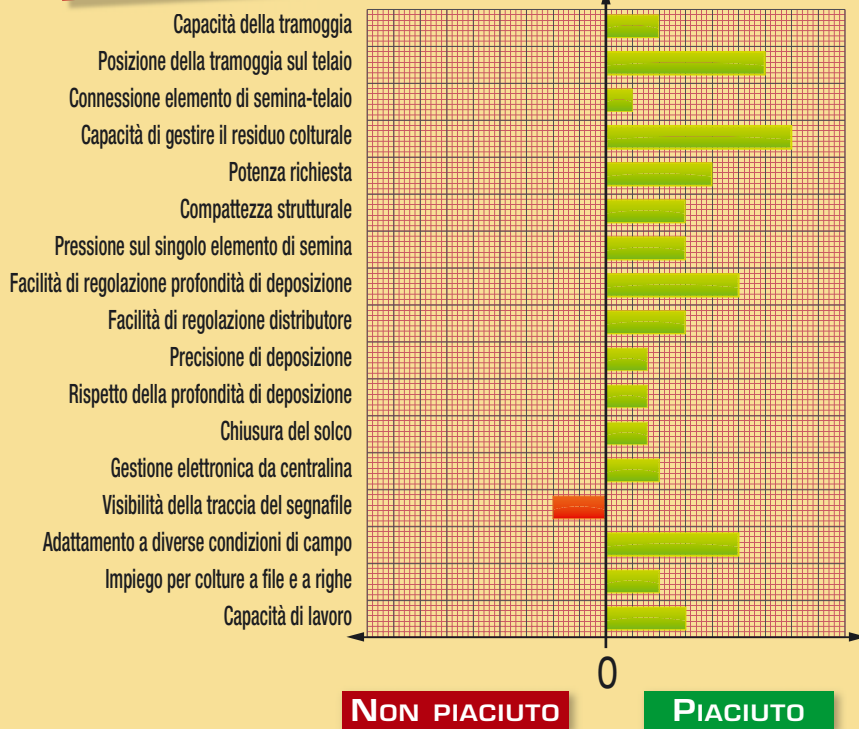 Capacità della tramoggia
Posizione della tramoggia sul telaio
Connessione elemento di semina-telaio
Capacità di gestire il residuo colturale
Potenza richiesta
Compattezza strutturale
Pressione sul singolo elemento di semina
Facilità di regolazione profondità di deposizione
Facilità di regolazione distributore
Precisione di deposizione
Rispetto della profondità di deposizione
Chiusura del solco
Gestione elettronica da centralina
Visibilità della traccia del segnafile
Adattamento a diverse condizioni di campo
Impiego per colture a file e a righe
Capacità di lavoro
0
NON PIACIUTO
PIACIUTO